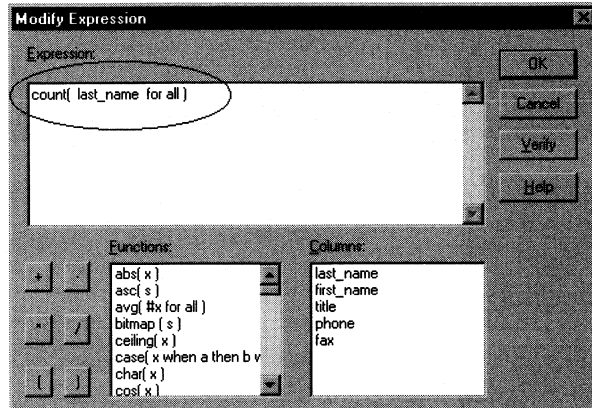 Modify Expression
Expression:
count( last_name for all )
OK
Cancel
Verify
Help
Functions:
Columns:
+ -
* /
( )
abs( x )
asc( s )
avg( #x for all )
bitmap ( s )
ceiling( x )
case( x when a then b
char( x )
cos( x )
last_name
first_name
title
phone
fax